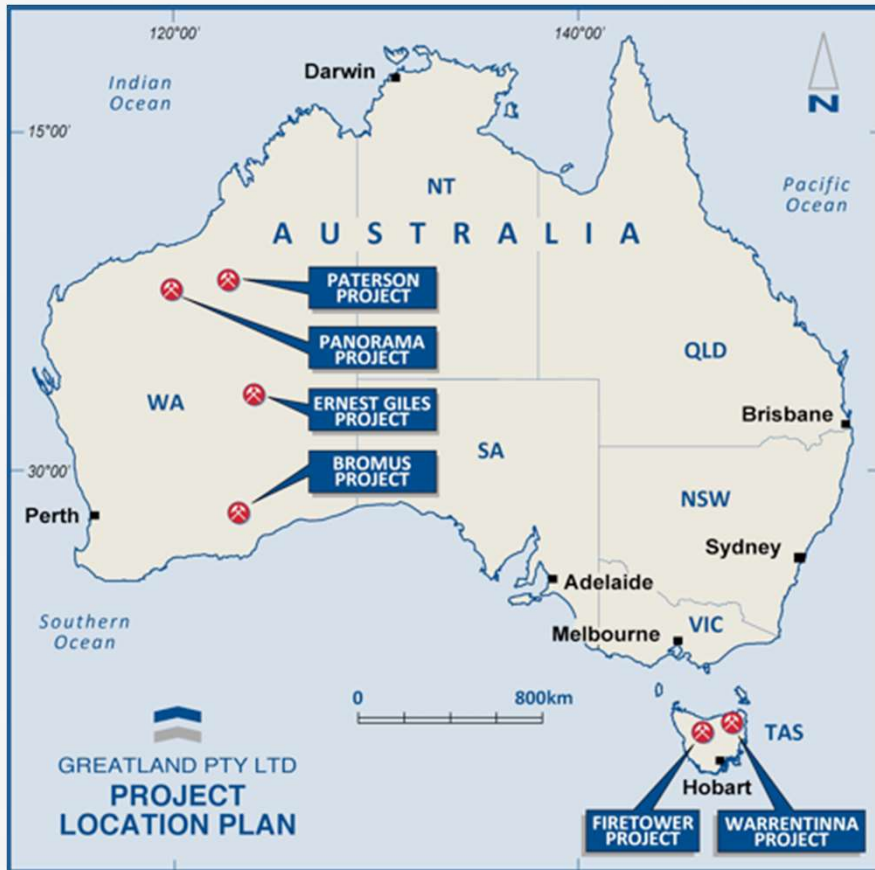 120°00'
140°00'
Darwin
Indian
Ocean
N
15°00'
NT
Pacific
Ocean
AUSTRALIA
PATERSON
PROJECT
PANORAMA
PROJECT
QLD
WA
ERNEST GILES
PROJECT
Brisbane
SA
BROMUS
PROJECT
30°00'
NSW
Perth
Sydney
Adelaide
Southern
Ocean
VIC
Melbourne
0 800km
TAS
GREATLAND PTY LTD
PROJECT
LOCATION PLAN
Hobart
FIRETOWER
PROJECT
WARRENTINNA
PROJECT